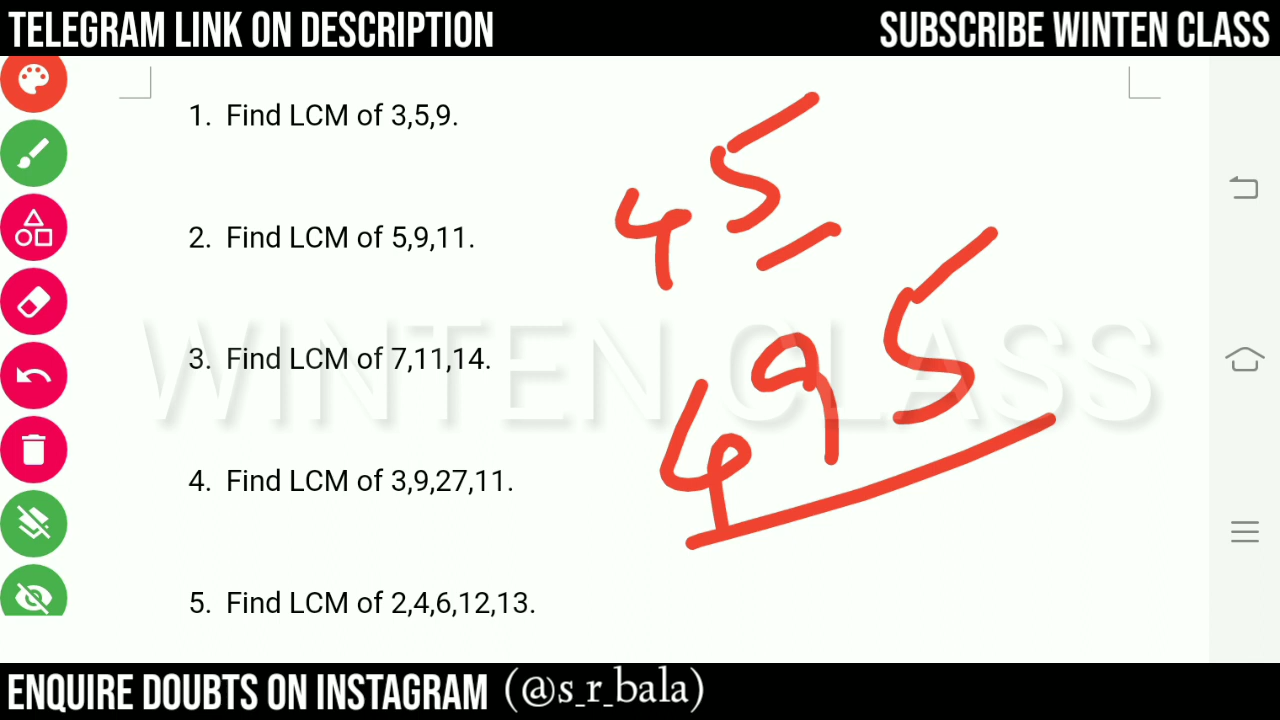 TELEGRAM LINK ON DESCRIPTION
SUBSCRIBE WINTEN CLASS
1. Find LCM of 3,5,9.
45
2. Find LCM of 5,9,11.
495
3. Find LCM of 7,11,14.
WINTEN CLASS
4. Find LCM of 3,9,27,11.
5. Find LCM of 2,4,6,12,13.
ENQUIRE DOUBTS ON INSTAGRAM (@s_r_bala)